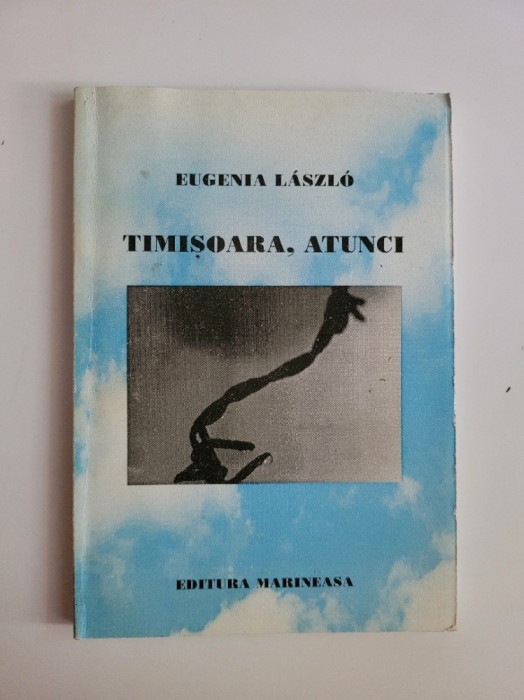 EUGENIA LÁSZLÓ
TIMIȘOARA, ATUNCI
EDITURA MARINEASA